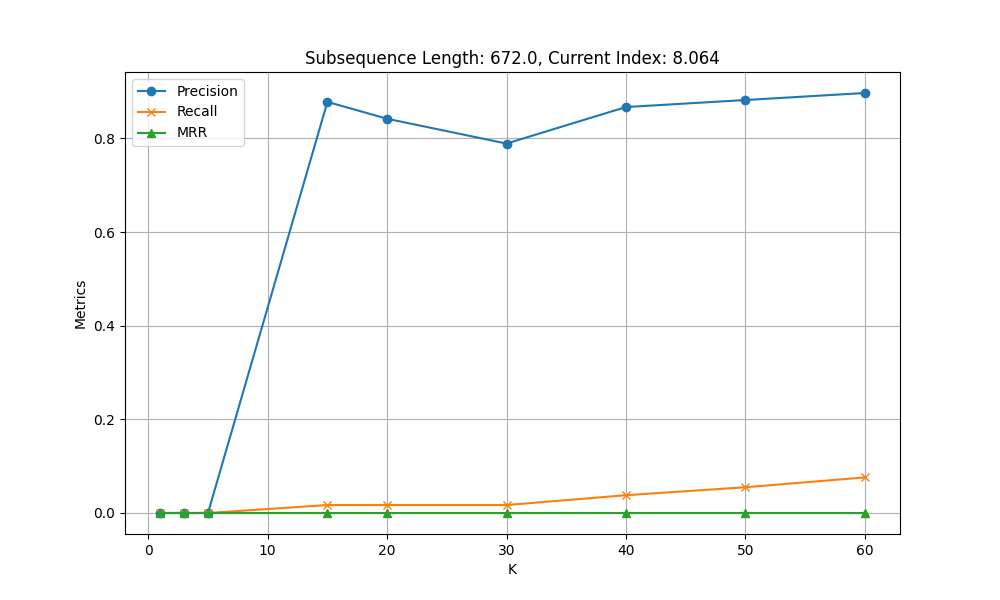 Subsequence Length: 672.0, Current Index: 8.064
Precision
Recall
MRR
Metrics
0.8
0.6
0.4
0.2
0.0
0 10 20 30 40 50 60
K